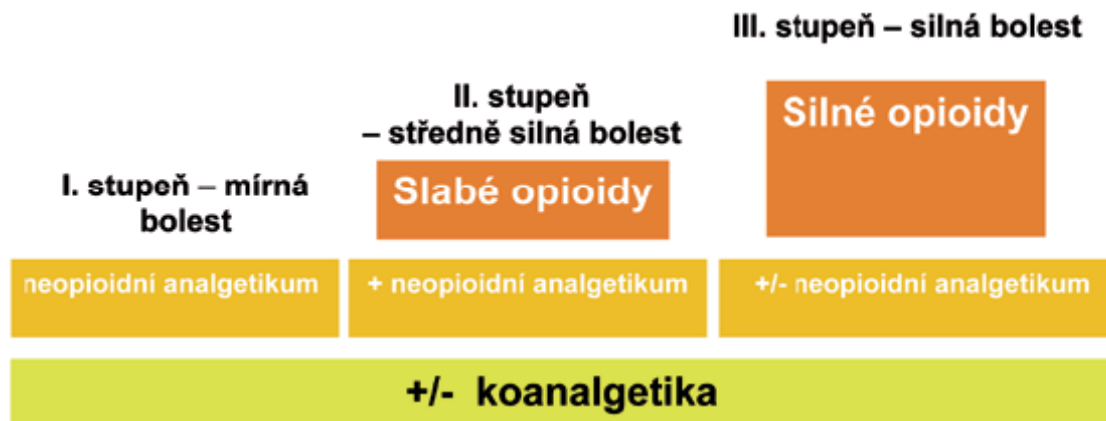 I. stupeň – mírná
bolest
neopioidní analgetikum
II. stupeň
– středně silná bolest
Slabé opioidy
+ neopioidní analgetikum
III. stupeň – silná bolest
Silné opioidy
+/- neopioidní analgetikum
+/- koanalgetika